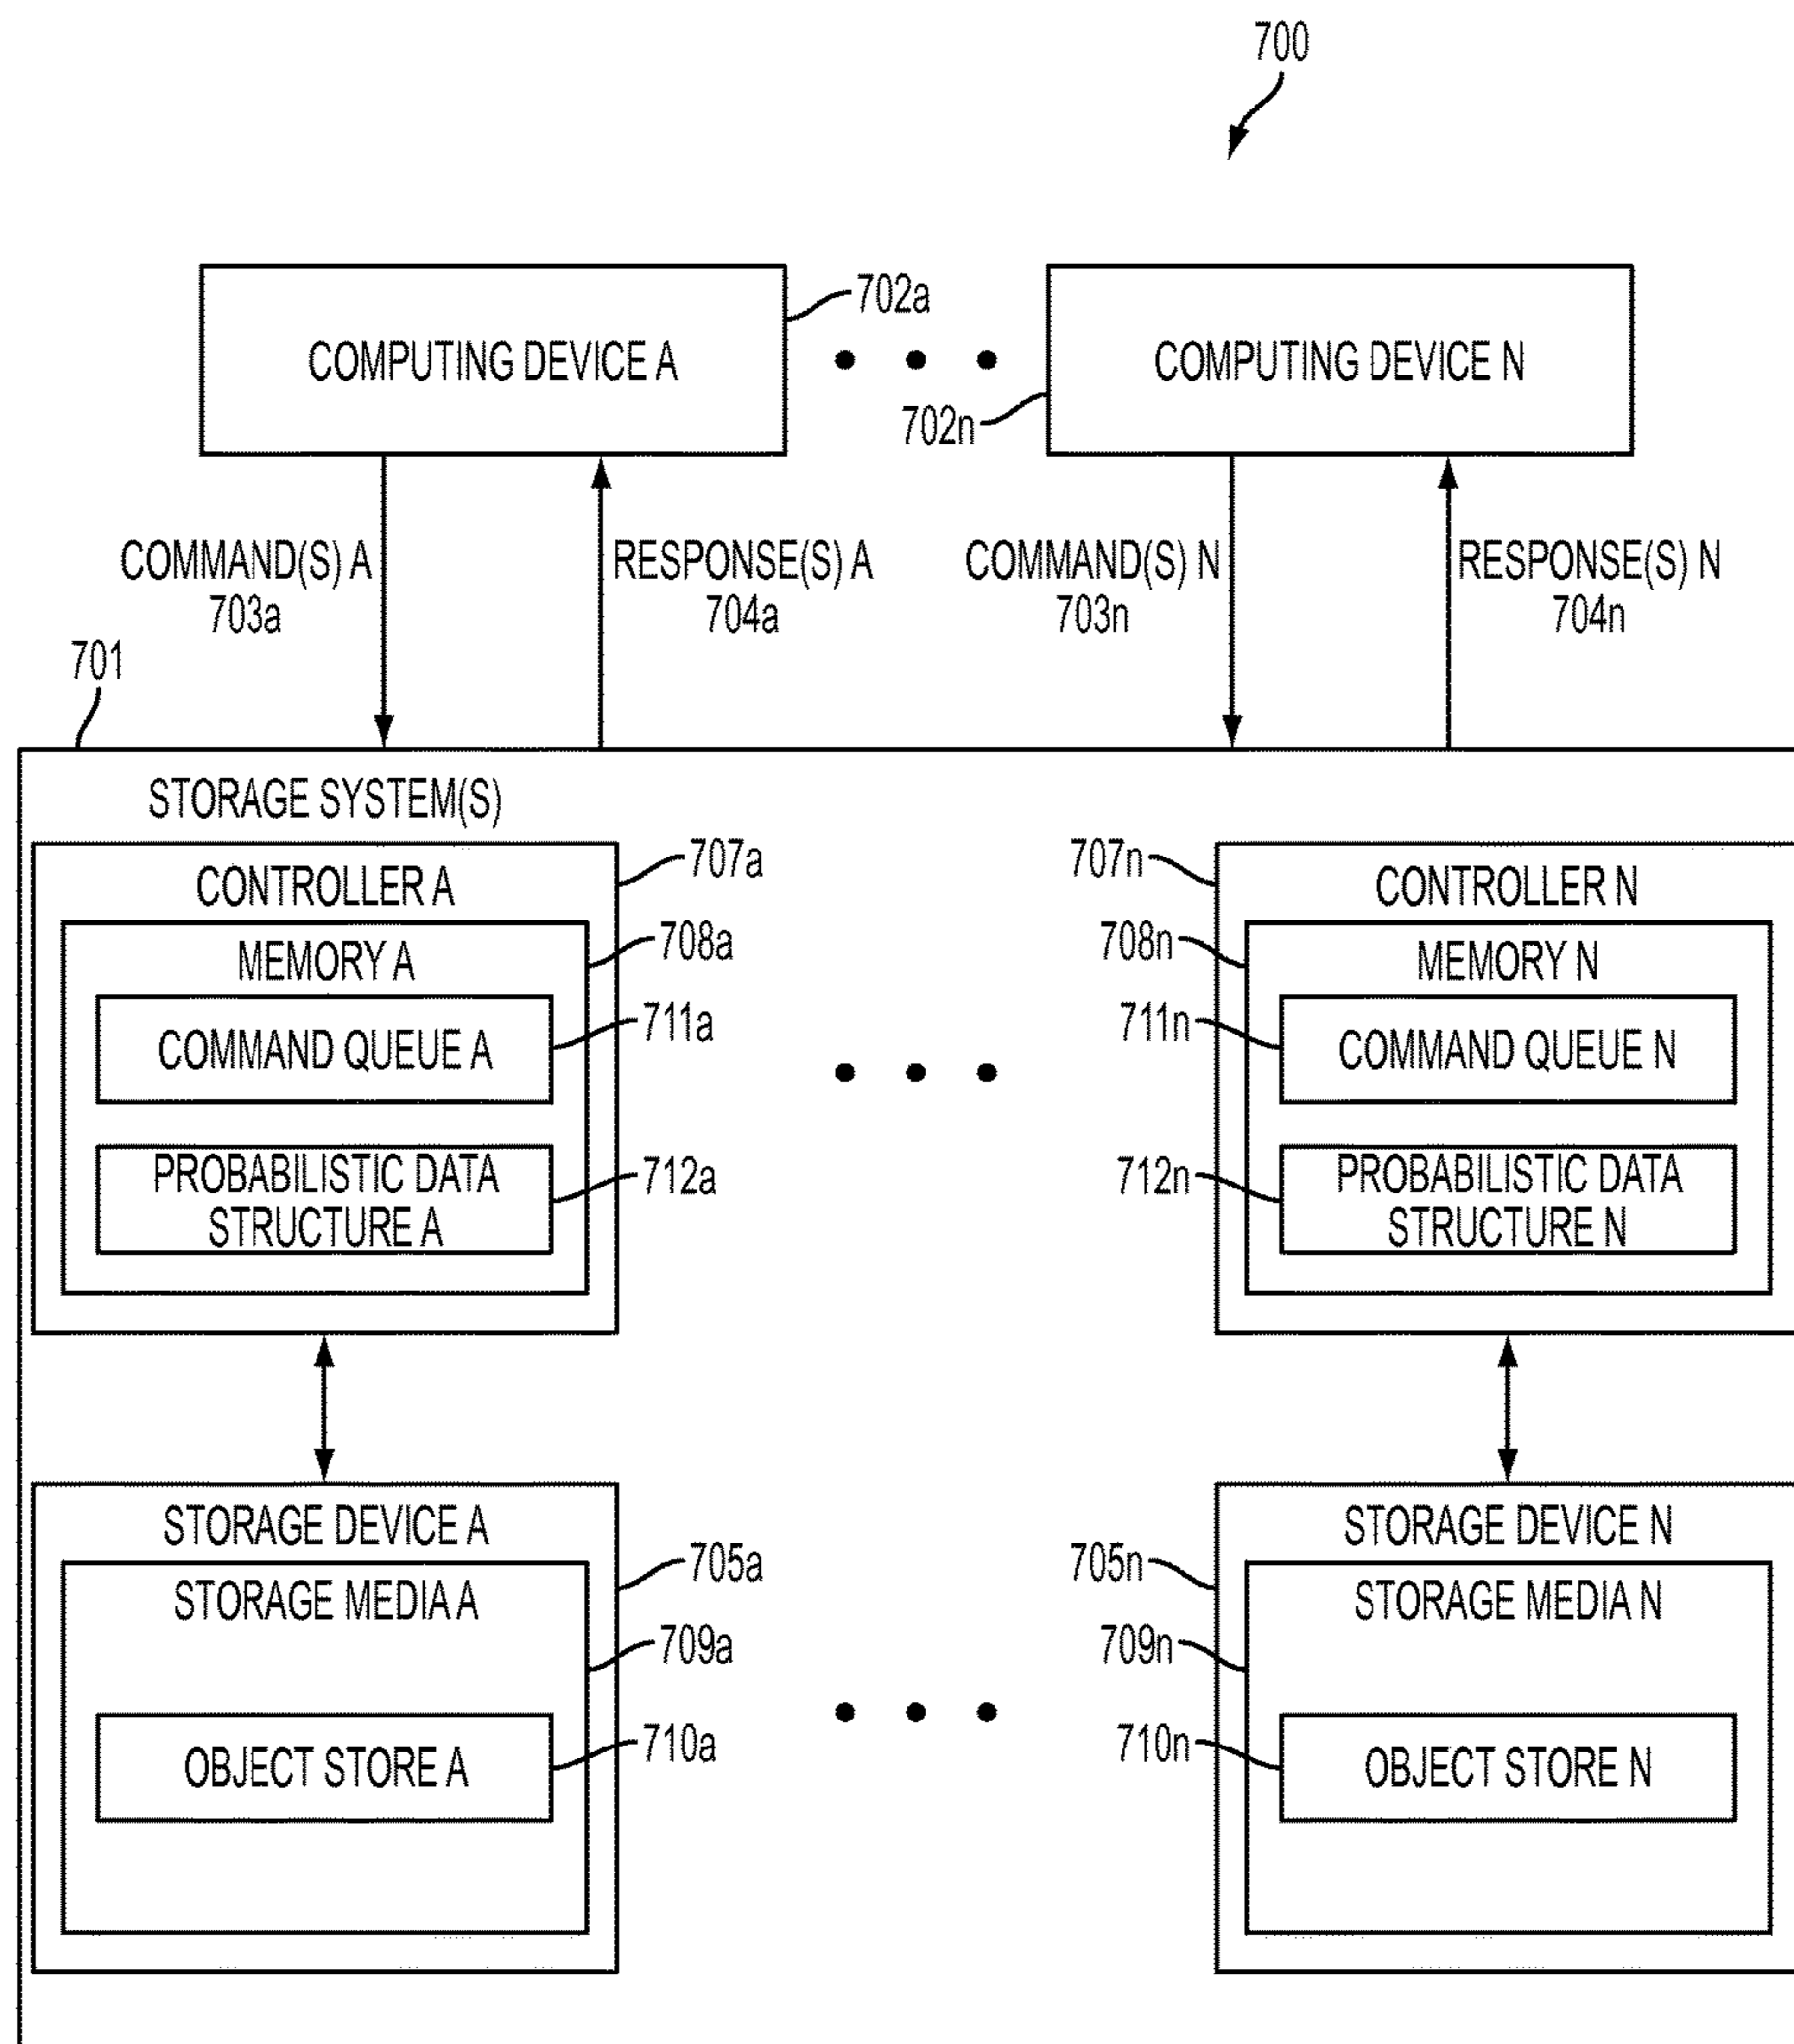 700
702a
COMPUTING DEVICE A
COMPUTING DEVICE N
702n
COMMAND(S) A
703a
RESPONSE(S) A
704a
COMMAND(S) N
703n
RESPONSE(S) N
704n
701
STORAGE SYSTEM(S)
CONTROLLER A
707a
MEMORY A
708a
COMMAND QUEUE A
711a
PROBABILISTIC DATA
STRUCTURE A
712a
707n
CONTROLLER N
708n
MEMORY N
711n
COMMAND QUEUE N
712n
PROBABILISTIC DATA
STRUCTURE N
STORAGE DEVICE A
705a
STORAGE MEDIA A
709a
OBJECT STORE A
710a
STORAGE DEVICE N
705n
STORAGE MEDIA N
709n
710n
OBJECT STORE N